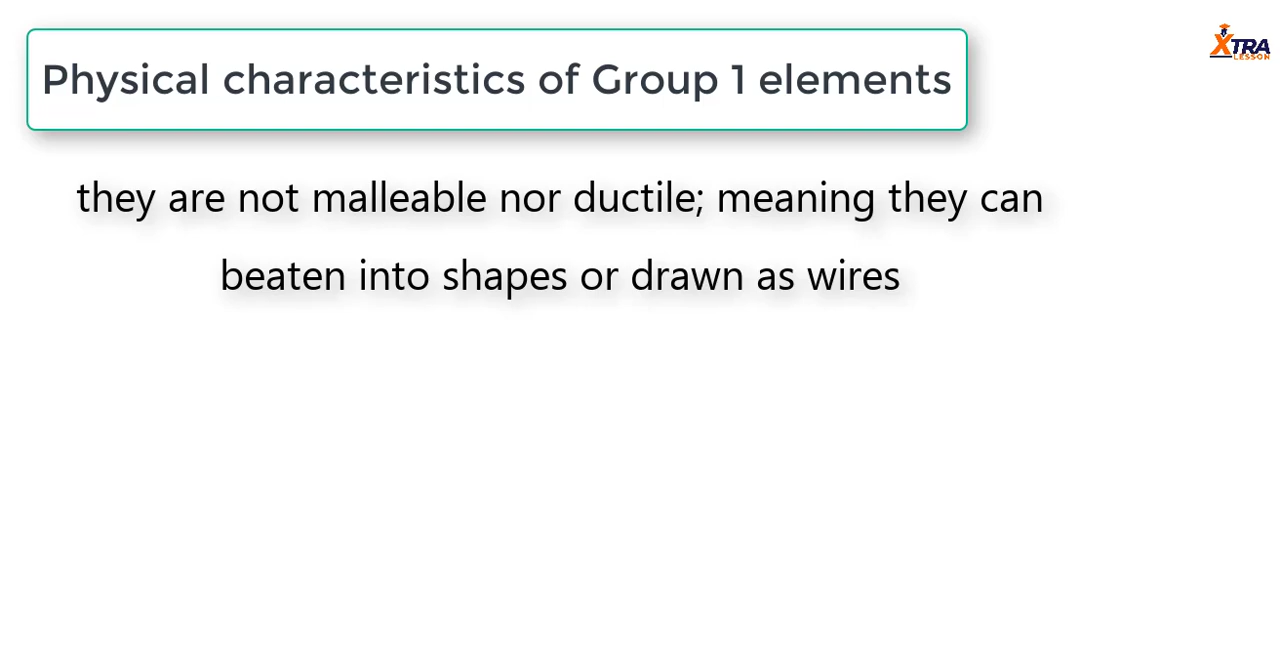 XTRA
LESSON
Physical characteristics of Group 1 elements
they are not malleable nor ductile; meaning they can
beaten into shapes or drawn as wires